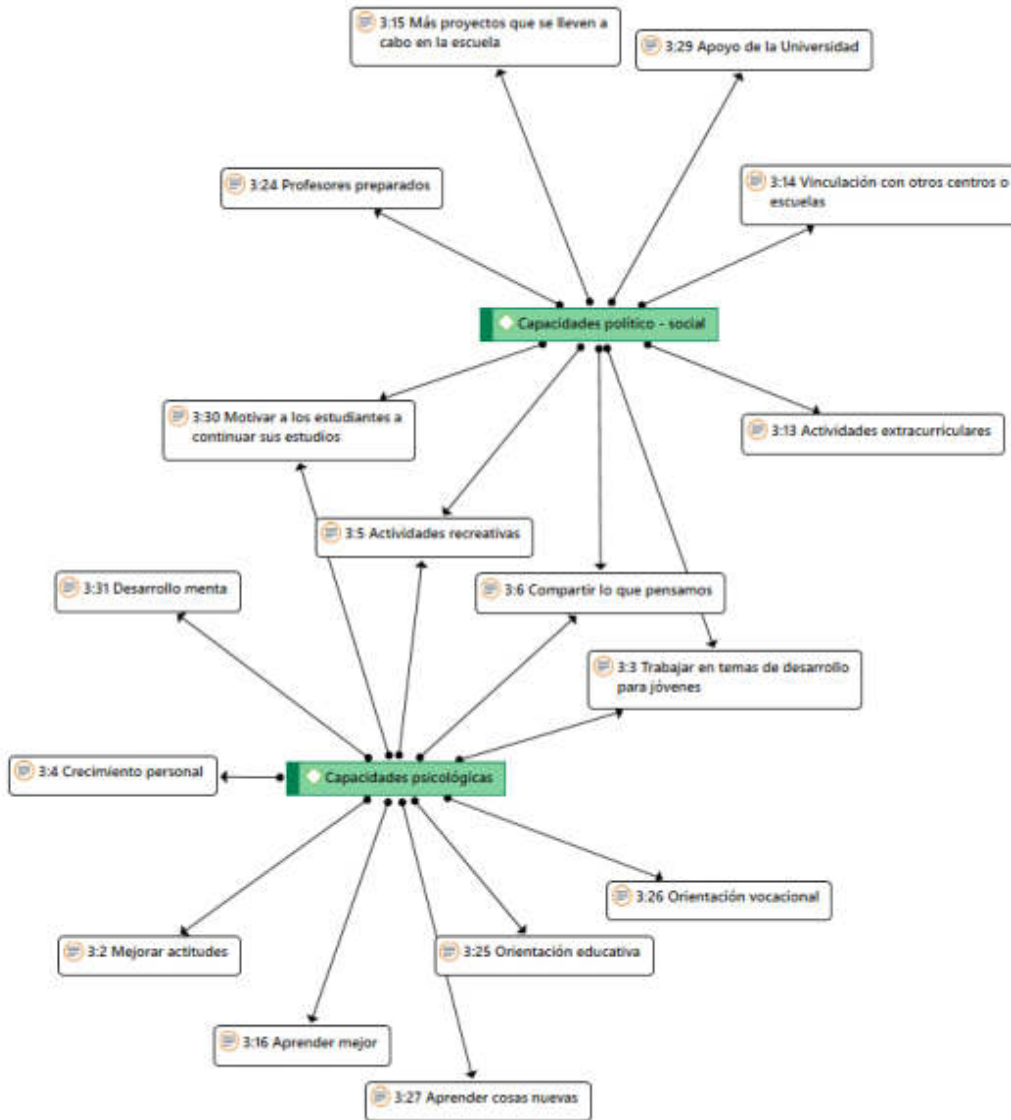 3:15 Más proyectos que se lleven a
cabo en la escuela
3:29 Apoyo de la Universidad
3:24 Profesores preparados
3:14 Vinculación con otros centros o
escuelas
Capacidades político - social
3:30 Motivar a los estudiantes a
continuar sus estudios
3:13 Actividades extracurriculares
3:5 Actividades recreativas
3:31 Desarrollo menta
3:6 Compartir lo que pensamos
3:3 Trabajar en temas de desarrollo
para jóvenes
3:4 Crecimiento personal
Capacidades psicológicas
3:26 Orientación vocacional
3:2 Mejorar actitudes
3:25 Orientación educativa
3:16 Aprender mejor
3:27 Aprender cosas nuevas